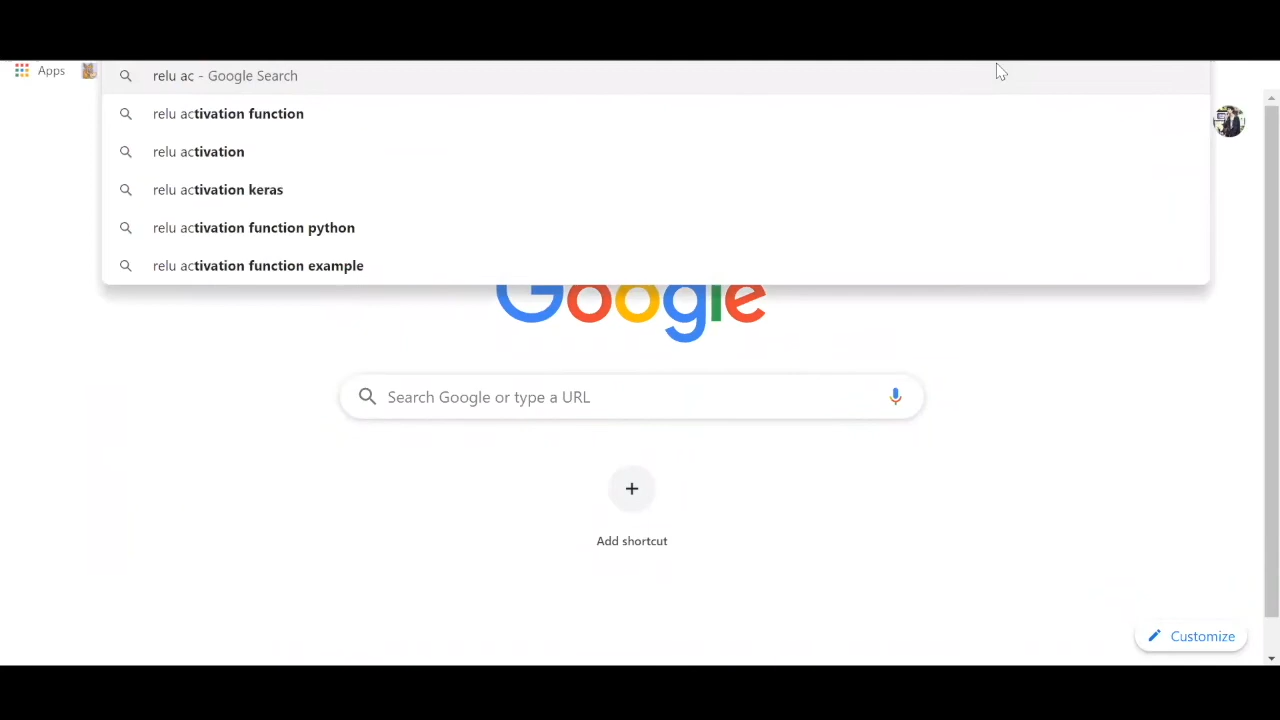 Apps
relu ac - Google Search
relu activation function
relu activation
relu activation keras
relu activation function python
relu activation function example
Google
Search Google or type a URL
+
Add shortcut
Customize